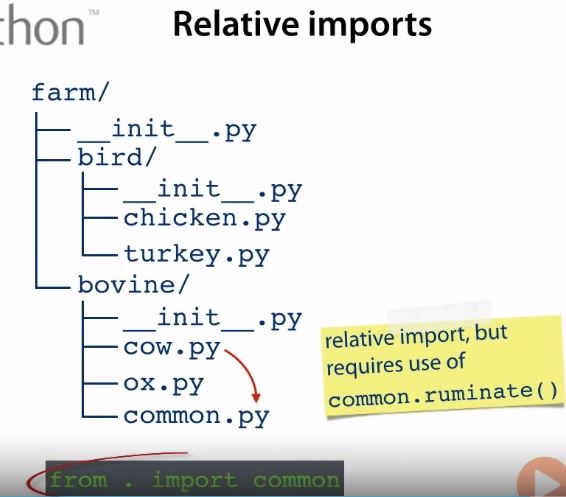 thon™
Relative imports
farm/
__init__.py
bird/
__init__.py
chicken.py
turkey.py
bovine/
__init__.py
cow.py
ox.py
common.py
relative import, but
requires use of
common.ruminate()
from . import common